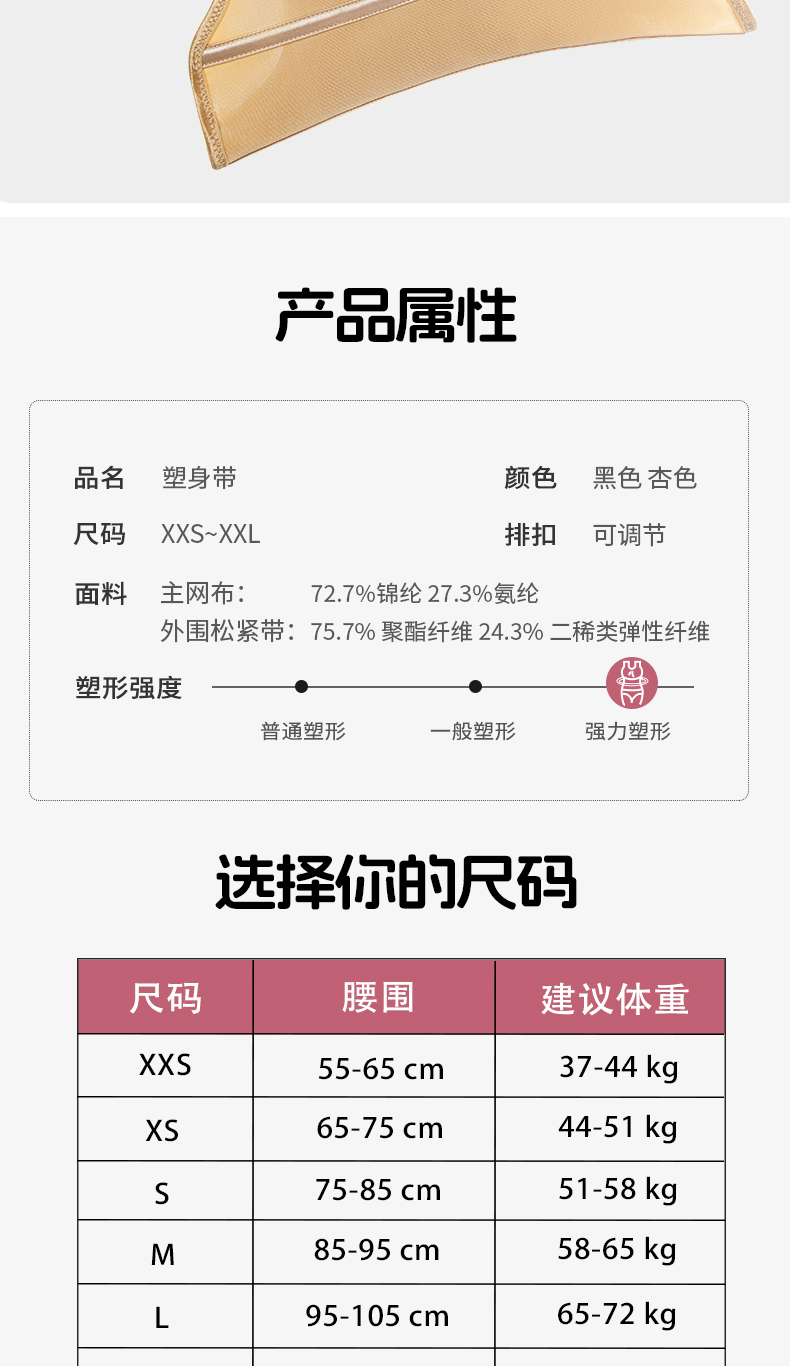 产品属性
品名 塑身带 颜色 黑色 杏色
尺码 XXS~XXL 排扣 可调节
面料 主网布： 72.7%锦纶 27.3%氨纶
外围松紧带： 75.7% 聚酯纤维 24.3% 二稀类弹性纤维
塑形强度
普通塑形 一般塑形 强力塑形
选择你的尺码
尺码 腰围 建议体重
XXS 55-65 cm 37-44 kg
XS 65-75 cm 44-51 kg
S 75-85 cm 51-58 kg
M 85-95 cm 58-65 kg
L 95-105 cm 65-72 kg